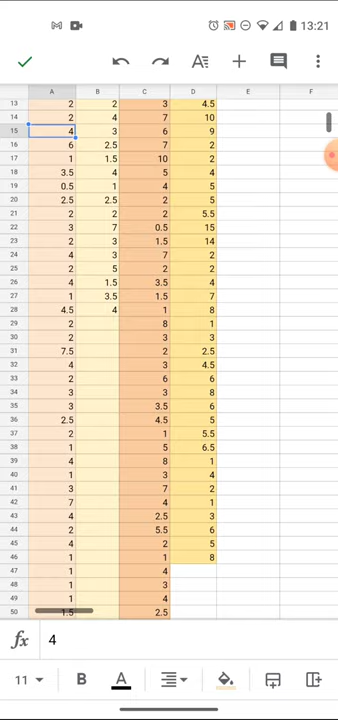 13:21
A B C D E F
13 2 2 3 4.5
14 2 4 7 10
15 4 3 6 9
16 6 2.5 7 2
17 1 1.5 10 2
18 3.5 4 5 4
19 0.5 1 4 5
20 2.5 2.5 2 5
21 2 2 2 5.5
22 3 7 0.5 15
23 2 3 1.5 14
24 4 3 7 2
25 2 5 2 2
26 4 1.5 3.5 4
27 1 3.5 1.5 7
28 4.5 4 1 8
29 2 8 1
30 2 3 3
31 7.5 2 2.5
32 4 3 4.5
33 2 6 6
34 3 3 8
35 3 3.5 6
36 2.5 4.5 5
37 2 1 5.5
38 1 5 6.5
39 4 8 1
40 1 3 4
41 3 7 2
42 7 4 1
43 4 2.5 3
44 2 5.5 6
45 4 2 5
46 1 1 8
47 1 4
48 1 3
49 1 4
50 1.5 2.5
fx 4
11 B A